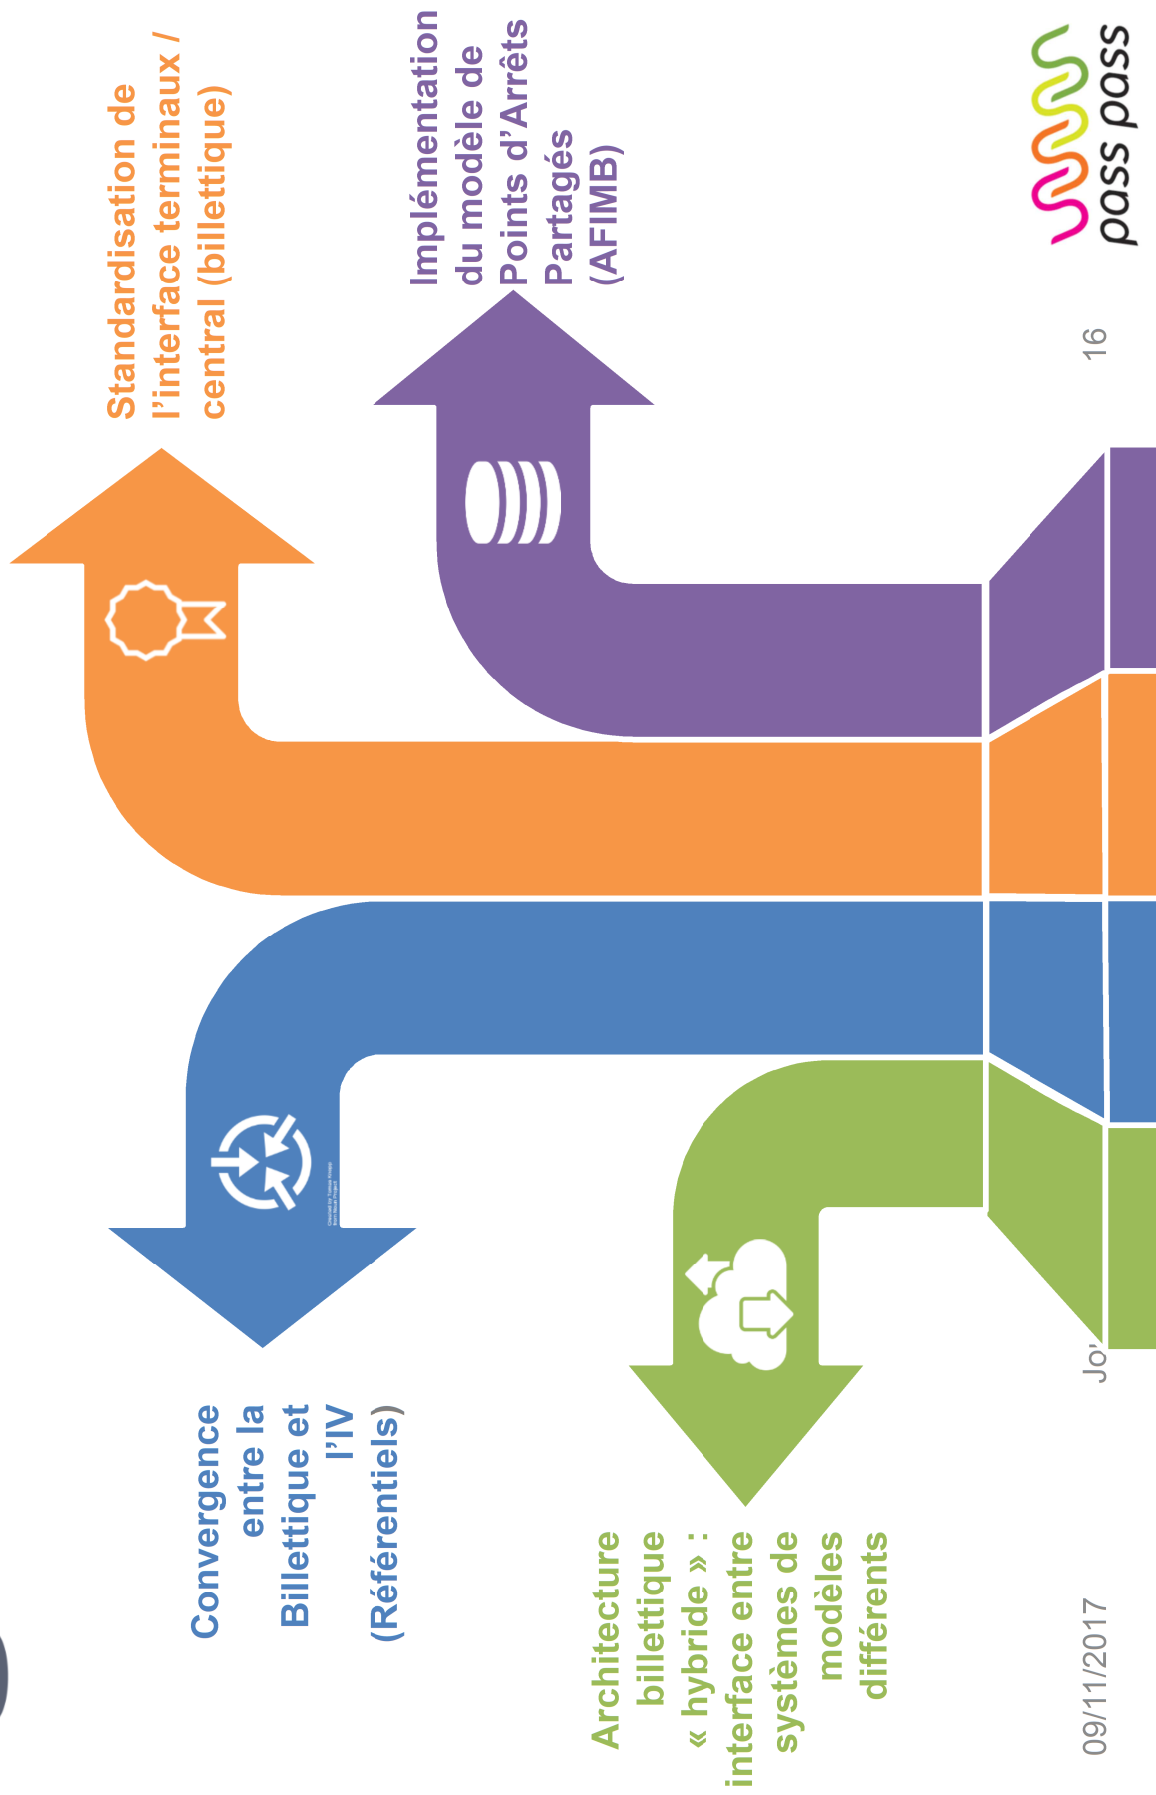 Convergence
entre la
Billettique et
l’IV
(Référentiels)
Standardisation de
l’interface terminaux /
central (billettique)
Architecture
billettique
« hybride » :
interface entre
systèmes de
modèles
différents
Implémentation
du modèle de
Points d’Arrêts
Partagés
(AFIMB)
09/11/2017
16
pass pass